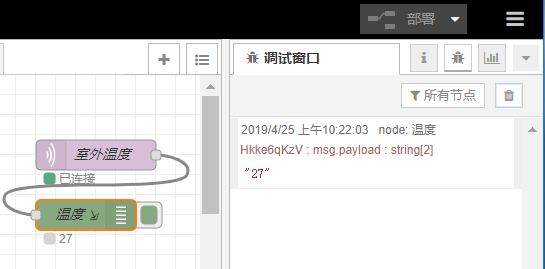 部署
调试窗口
所有节点
2019/4/25 上午10:22:03 node: 温度
Hkke6qKzV : msg.payload : string[2]
"27"
室外温度
已连接
温度
27